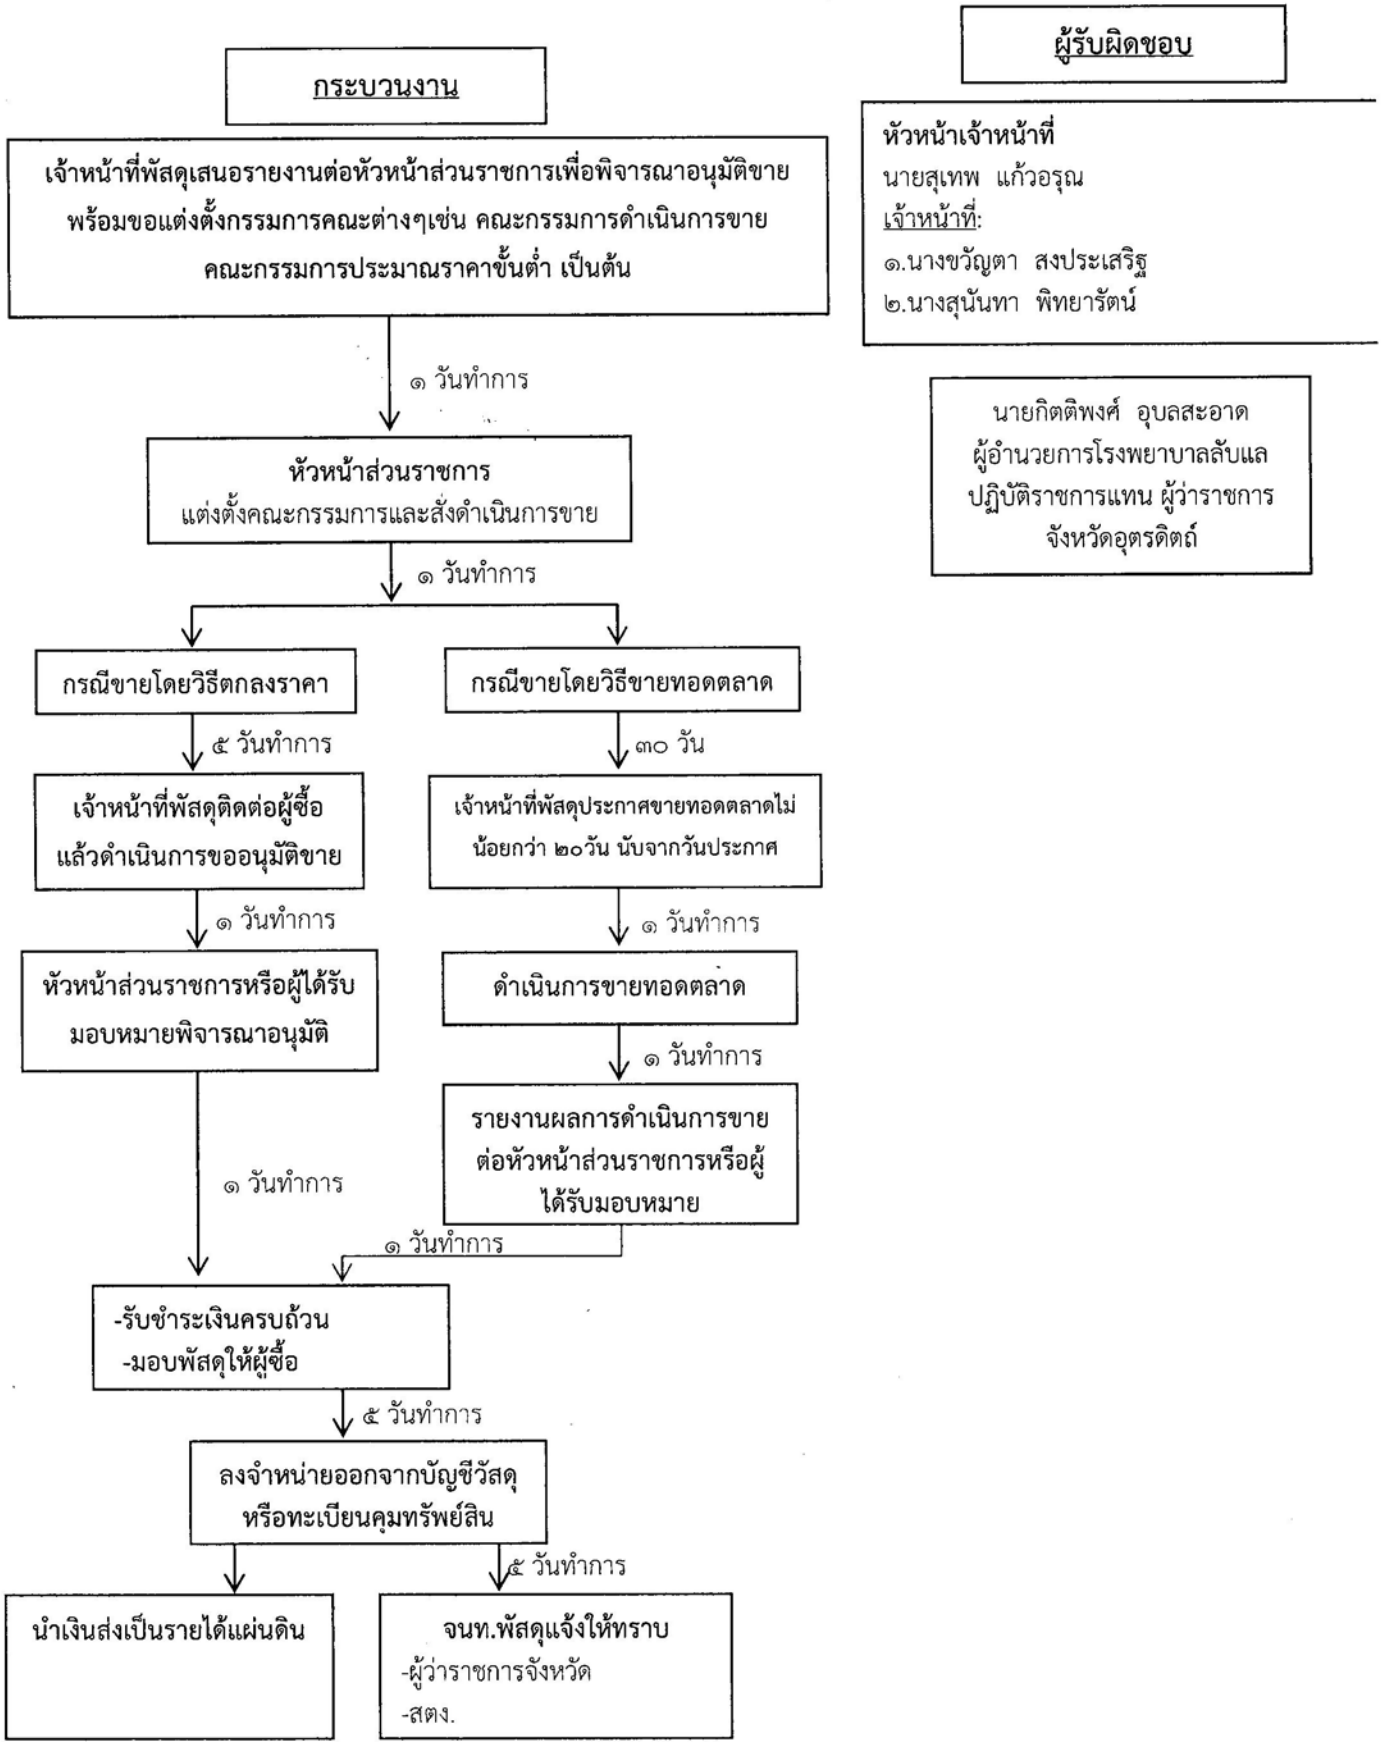 กระบวนงาน
ผู้รับผิดชอบ
เจ้าหน้าที่พัสดุเสนอรายงานต่อหัวหน้าส่วนราชการเพื่อพิจารณาอนุมัติขาย
พร้อมขอแต่งตั้งกรรมการคณะต่างๆเช่น คณะกรรมการดำเนินการขาย
คณะกรรมการประมาณราคาขั้นต่ำ เป็นต้น
หัวหน้าเจ้าหน้าที่
นายสุเทพ แก้วอรุณ
เจ้าหน้าที่:
๑.นางขวัญตา สงประเสริฐ
๒.นางสุนันทา พิทยารัตน์
๑ วันทำการ
หัวหน้าส่วนราชการ
แต่งตั้งคณะกรรมการและสั่งดำเนินการขาย
นายกิตติพงศ์ อุบลสะอาด
ผู้อำนวยการโรงพยาบาลลับแล
ปฏิบัติราชการแทน ผู้ว่าราชการ
จังหวัดอุตรดิตถ์
๑ วันทำการ
กรณีขายโดยวิธีตกลงราคา
กรณีขายโดยวิธีขายทอดตลาด
๕ วันทำการ
๓๐ วัน
เจ้าหน้าที่พัสดุติดต่อผู้ซื้อ
แล้วดำเนินการขออนุมัติขาย
เจ้าหน้าที่พัสดุประกาศขายทอดตลาดไม่
น้อยกว่า ๒๐วัน นับจากวันประกาศ
๑ วันทำการ
๑ วันทำการ
หัวหน้าส่วนราชการหรือผู้ได้รับ
มอบหมายพิจารณาอนุมัติ
ดำเนินการขายทอดตลาด
๑ วันทำการ
รายงานผลการดำเนินการขาย
ต่อหัวหน้าส่วนราชการหรือผู้
ได้รับมอบหมาย
๑ วันทำการ
๑ วันทำการ
-รับชำระเงินครบถ้วน
-มอบพัสดุให้ผู้ซื้อ
๕ วันทำการ
ลงจำหน่ายออกจากบัญชีวัสดุ
หรือทะเบียนคุมทรัพย์สิน
๕ วันทำการ
นำเงินส่งเป็นรายได้แผ่นดิน
จนท.พัสดุแจ้งให้ทราบ
-ผู้ว่าราชการจังหวัด
-สตง.